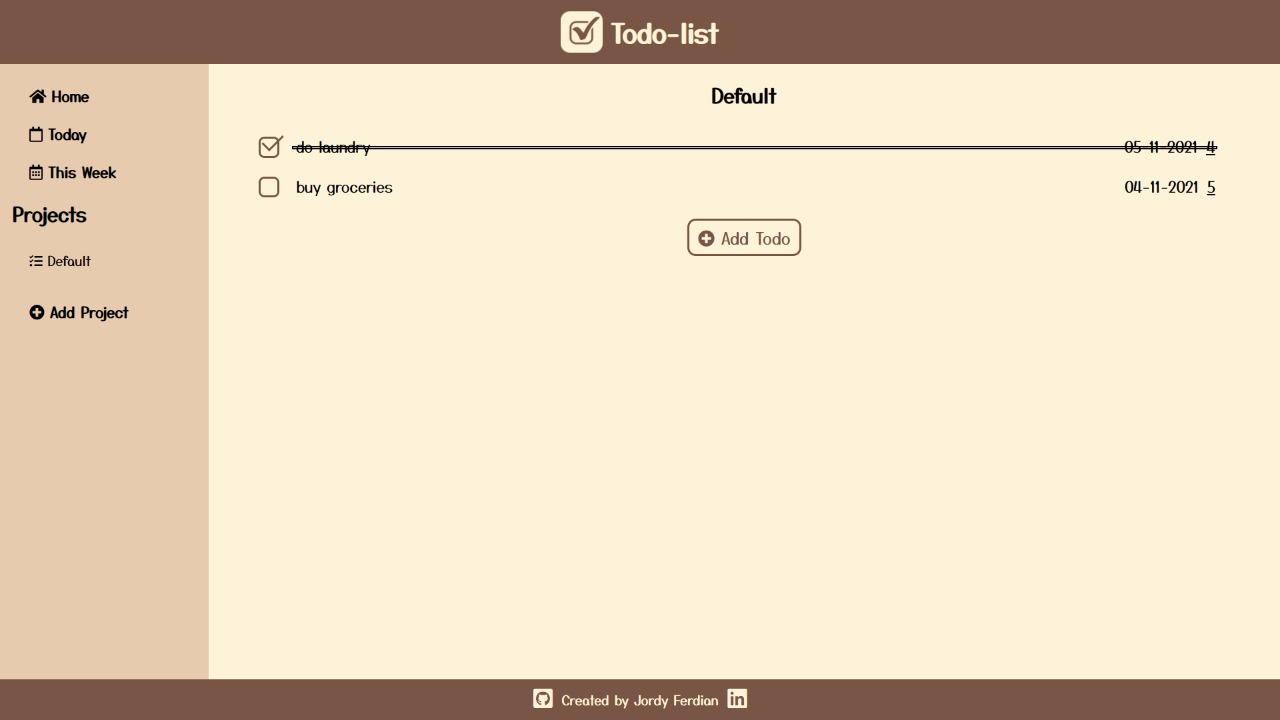 Todo-list
Home
Today
This Week
Projects
Default
Add Project
Default
do laundry 05-11-2021 4
buy groceries 04-11-2021 5
Add Todo
Created by Jordy Ferdian